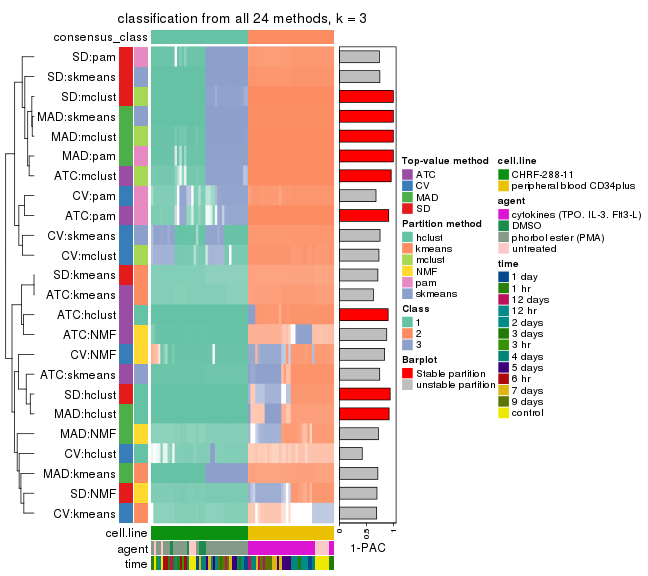 classification from all 24 methods, k = 3
consensus_class
SD:pam
SD:skmeans
SD:mclust
MAD:skmeans
MAD:mclust
MAD:pam
ATC:mclust
CV:pam
ATC:pam
CV:skmeans
CV:mclust
SD:kmeans
ATC:kmeans
ATC:hclust
ATC:NMF
CV:NMF
ATC:skmeans
SD:hclust
MAD:hclust
MAD:NMF
CV:hclust
MAD:kmeans
SD:NMF
CV:kmeans
cell.line
agent
time
0
0.5
1
1-PAC
Top-value method
ATC
CV
MAD
SD
Partition method
hclust
kmeans
mclust
NMF
pam
skmeans
Class
1
2
3
Barplot
Stable partition
unstable partition
cell.line
CHRF-288-11
peripheral blood CD34plus
agent
cytokines (TPO, IL-3, Flt3-L)
DMSO
phorbol ester (PMA)
untreated
time
1 day
1 hr
12 days
12 hr
2 days
3 days
3 hr
4 days
5 days
6 hr
7 days
9 days
control